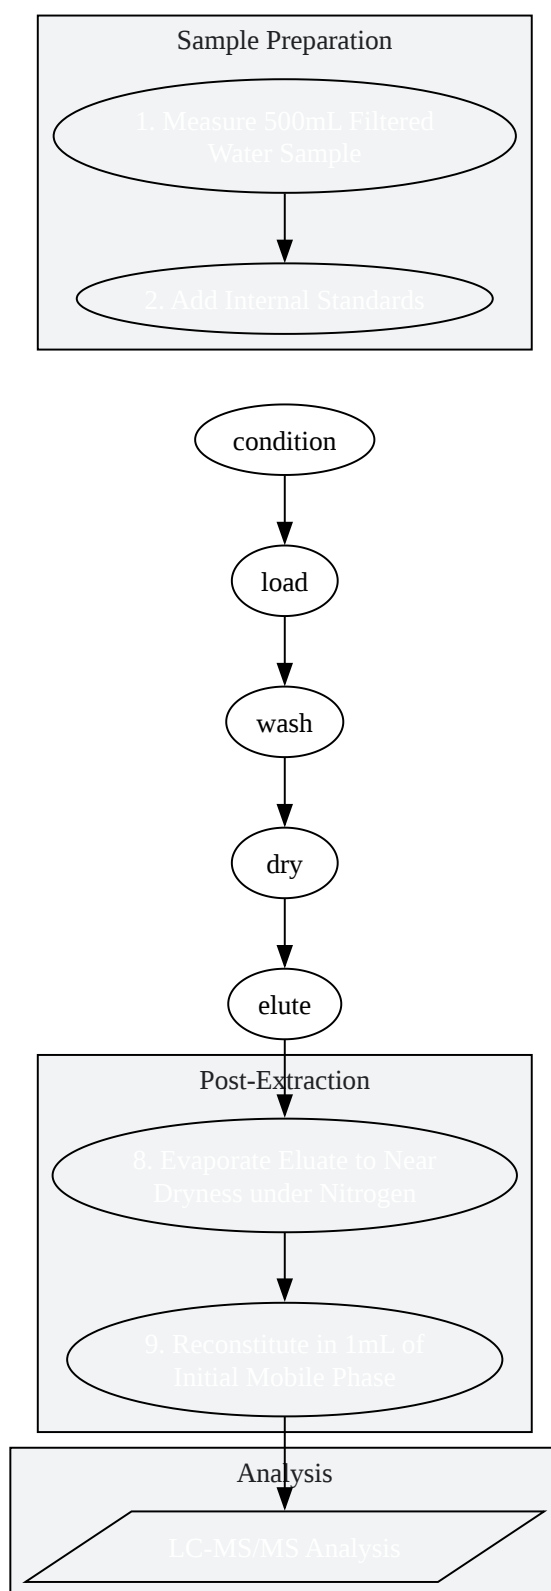 Sample Preparation
1. Measure 500mL Filtered
Water Sample
2. Add Internal Standards
condition
load
wash
dry
elute
Post-Extraction
8. Evaporate Eluate to Near
Dryness under Nitrogen
9. Reconstitute in 1mL of
Initial Mobile Phase
Analysis
LC-MS/MS Analysis